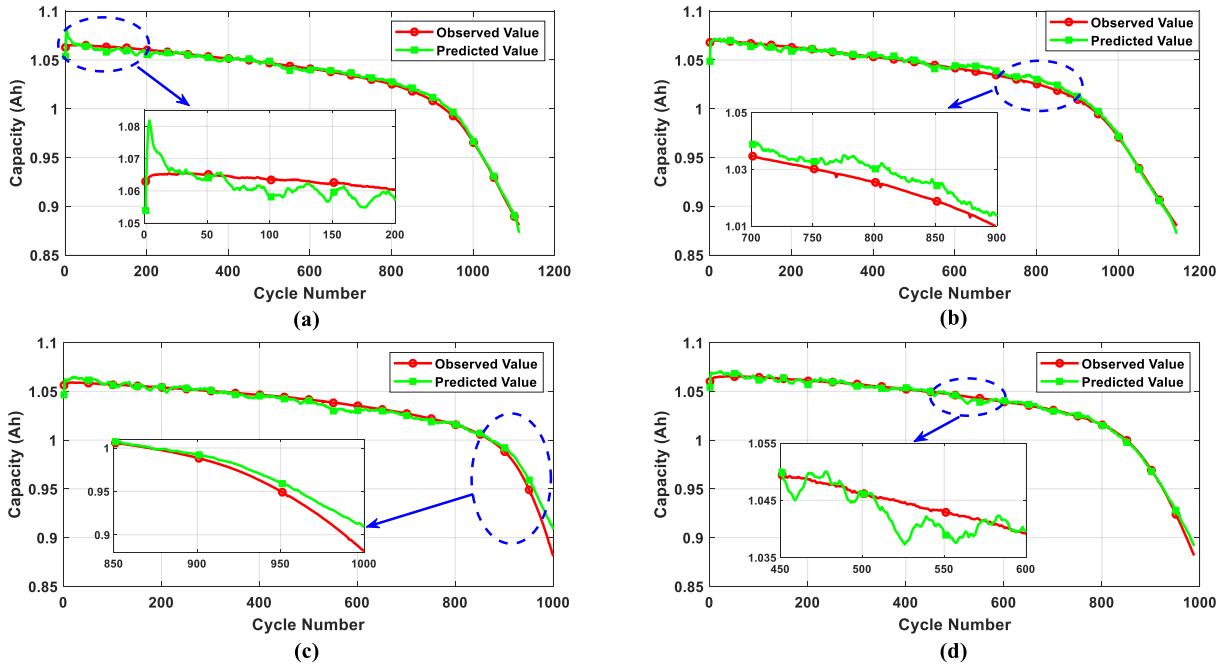 1.1
1.05
1
0.95
0.9
0.85
Capacity (Ah)
Observed Value
Predicted Value
1.08
1.07
1.06
1.05
0 50 100 150 200
0 200 400 600 800 1000 1200
Cycle Number
(a)
1.1
1.05
1
0.95
0.9
0.85
Capacity (Ah)
Observed Value
Predicted Value
1.05
1.03
1.01
700 750 800 850 900
0 200 400 600 800 1000 1200
Cycle Number
(b)
1.1
1.05
1
0.95
0.9
0.85
Capacity (Ah)
Observed Value
Predicted Value
1
0.95
0.9
850 900 950 1000
0 200 400 600 800 1000
Cycle Number
(c)
1.1
1.05
1
0.95
0.9
0.85
Capacity (Ah)
Observed Value
Predicted Value
1.055
1.045
1.035
450 500 550 600
0 200 400 600 800 1000
Cycle Number
(d)